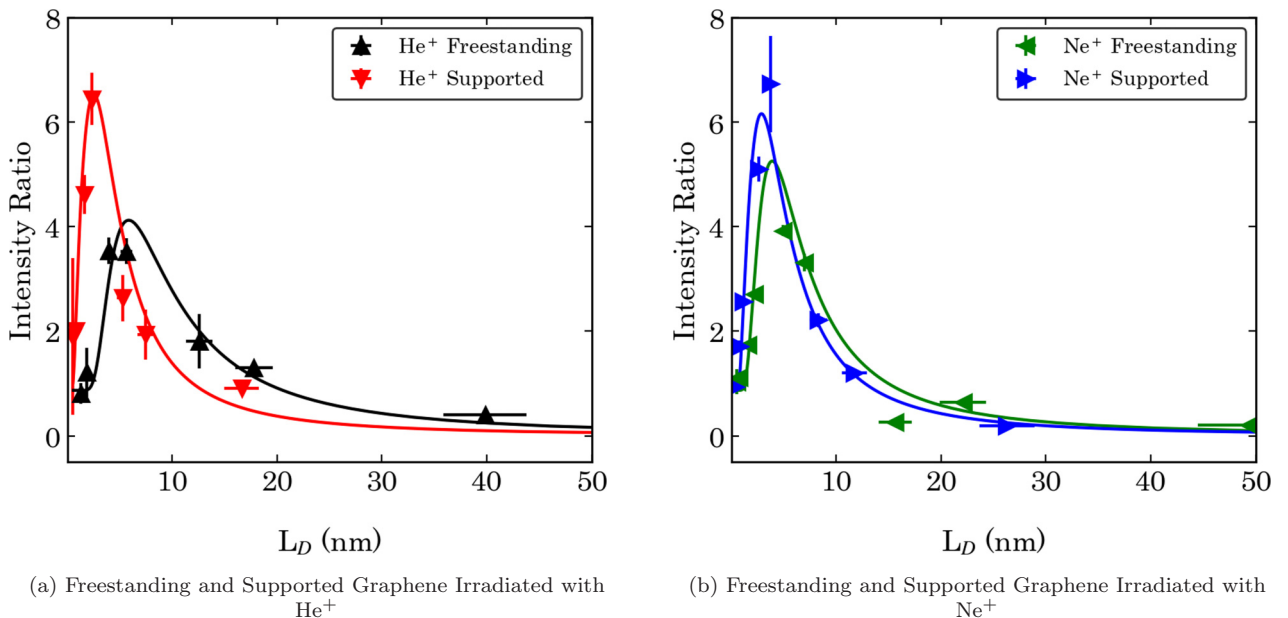 8
6
4
2
0
Intensity Ratio
He⁺ Freestanding
He⁺ Supported
10
20
30
40
50
L_D (nm)
(a) Freestanding and Supported Graphene Irradiated with
He⁺
8
6
4
2
0
Intensity Ratio
Ne⁺ Freestanding
Ne⁺ Supported
10
20
30
40
50
L_D (nm)
(b) Freestanding and Supported Graphene Irradiated with
Ne⁺